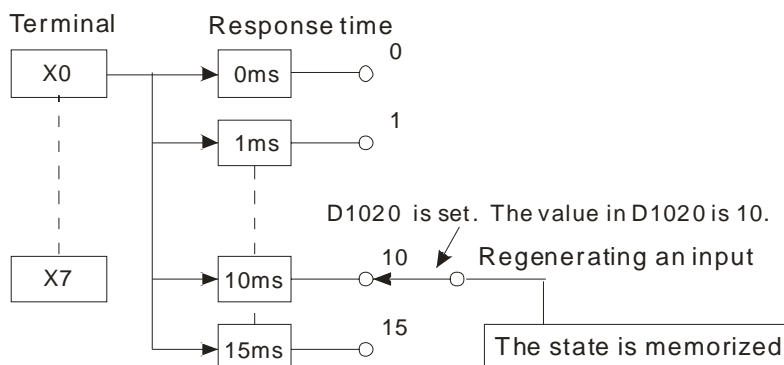 Terminal
Response time
X0
0ms
0
1ms
1
D1020 is set. The value in D1020 is 10.
X7
10ms
10
Regenerating an input
15ms
15
The state is memorized